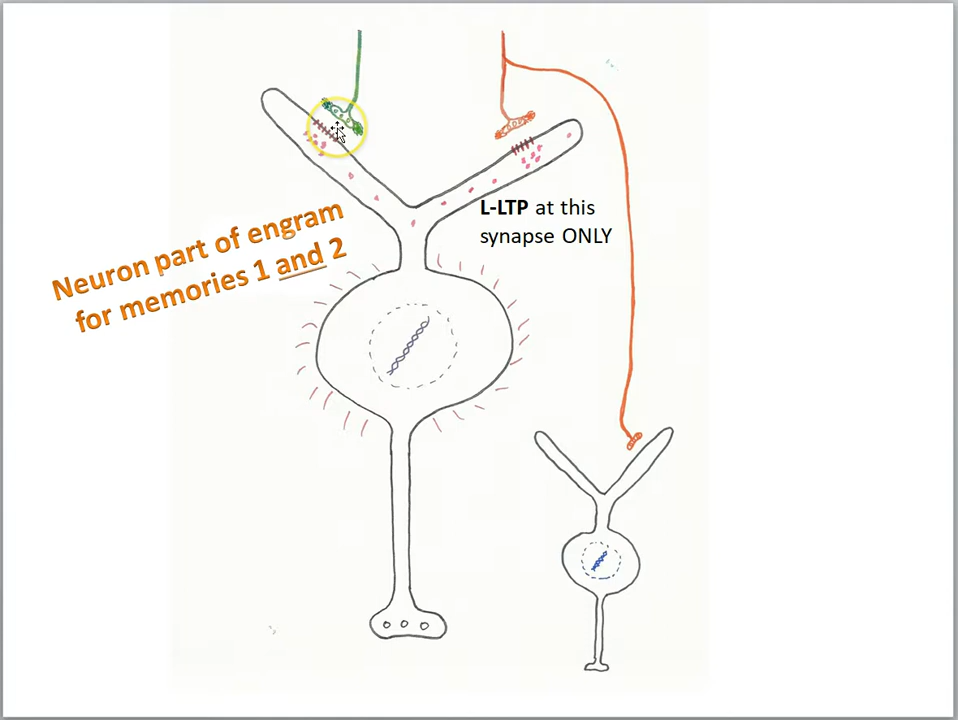 Neuron part of engram
for memories 1 and 2
L-LTP at this
synapse ONLY